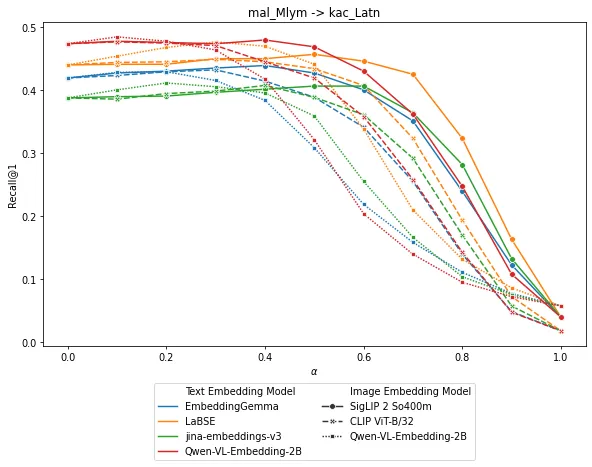 mal_Mlym -> kac_Latn
Recall@1
0.5
0.4
0.3
0.2
0.1
0.0
0.0 0.2 0.4 0.6 0.8 1.0
α
Text Embedding Model
EmbeddingGemma
LaBSE
jina-embeddings-v3
Qwen-VL-Embedding-2B
Image Embedding Model
SigLIP 2 So400m
CLIP ViT-B/32
Qwen-VL-Embedding-2B